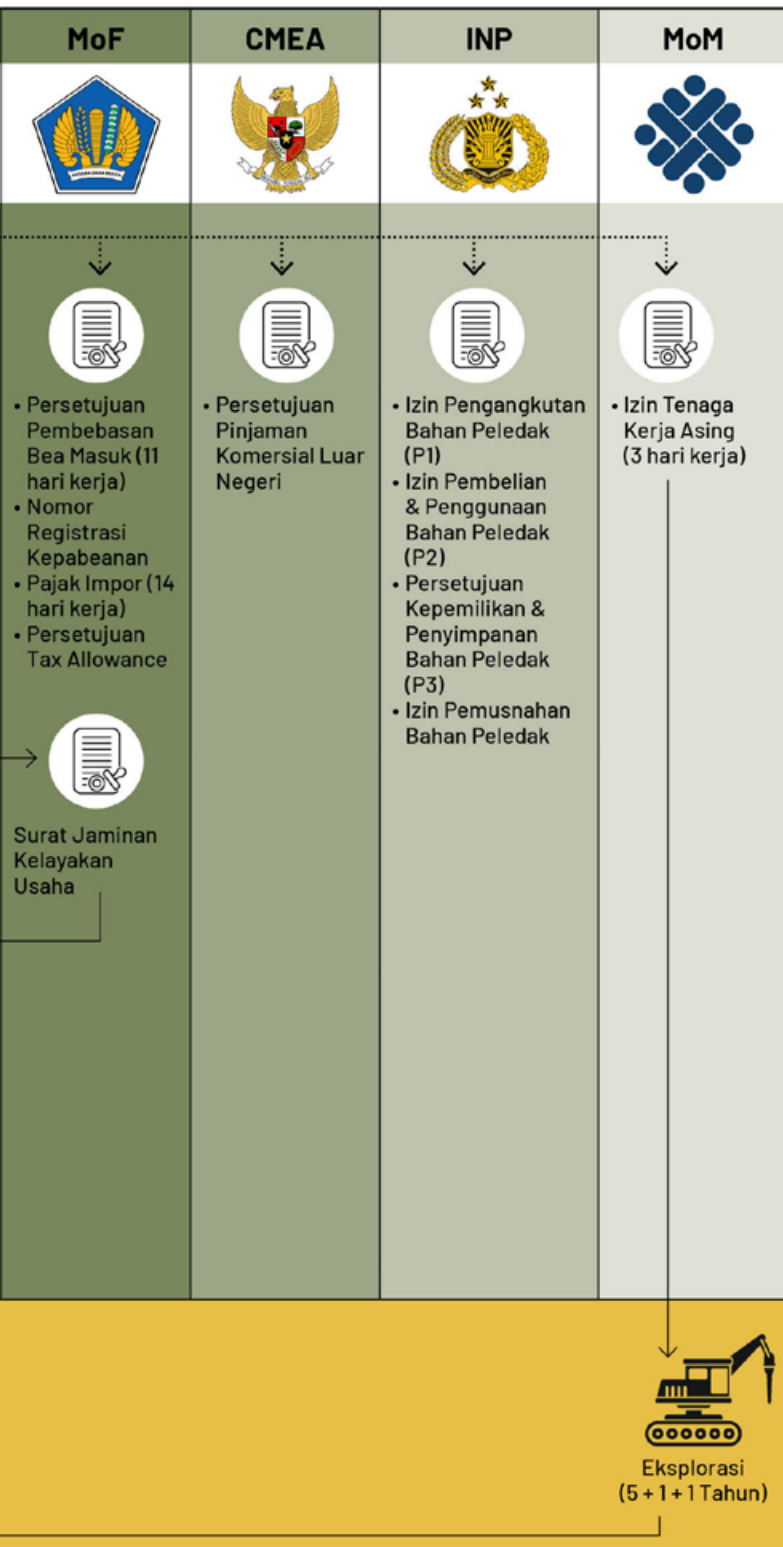 MoF
CMEA
INP
MoM
• Persetujuan
Pembebasan
Bea Masuk (11
hari kerja)
• Nomor
Registrasi
Kepabeanan
• Pajak Impor (14
hari kerja)
• Persetujuan
Tax Allowance
Surat Jaminan
Kelayakan
Usaha
• Persetujuan
Pinjaman
Komersial Luar
Negeri
• Izin Pengangkutan
Bahan Peledak
(P1)
• Izin Pembelian
& Penggunaan
Bahan Peledak
(P2)
• Persetujuan
Kepemilikan &
Penyimpanan
Bahan Peledak
(P3)
• Izin Pemusnahan
Bahan Peledak
• Izin Tenaga
Kerja Asing
(3 hari kerja)
Eksplorasi
(5 + 1 + 1 Tahun)